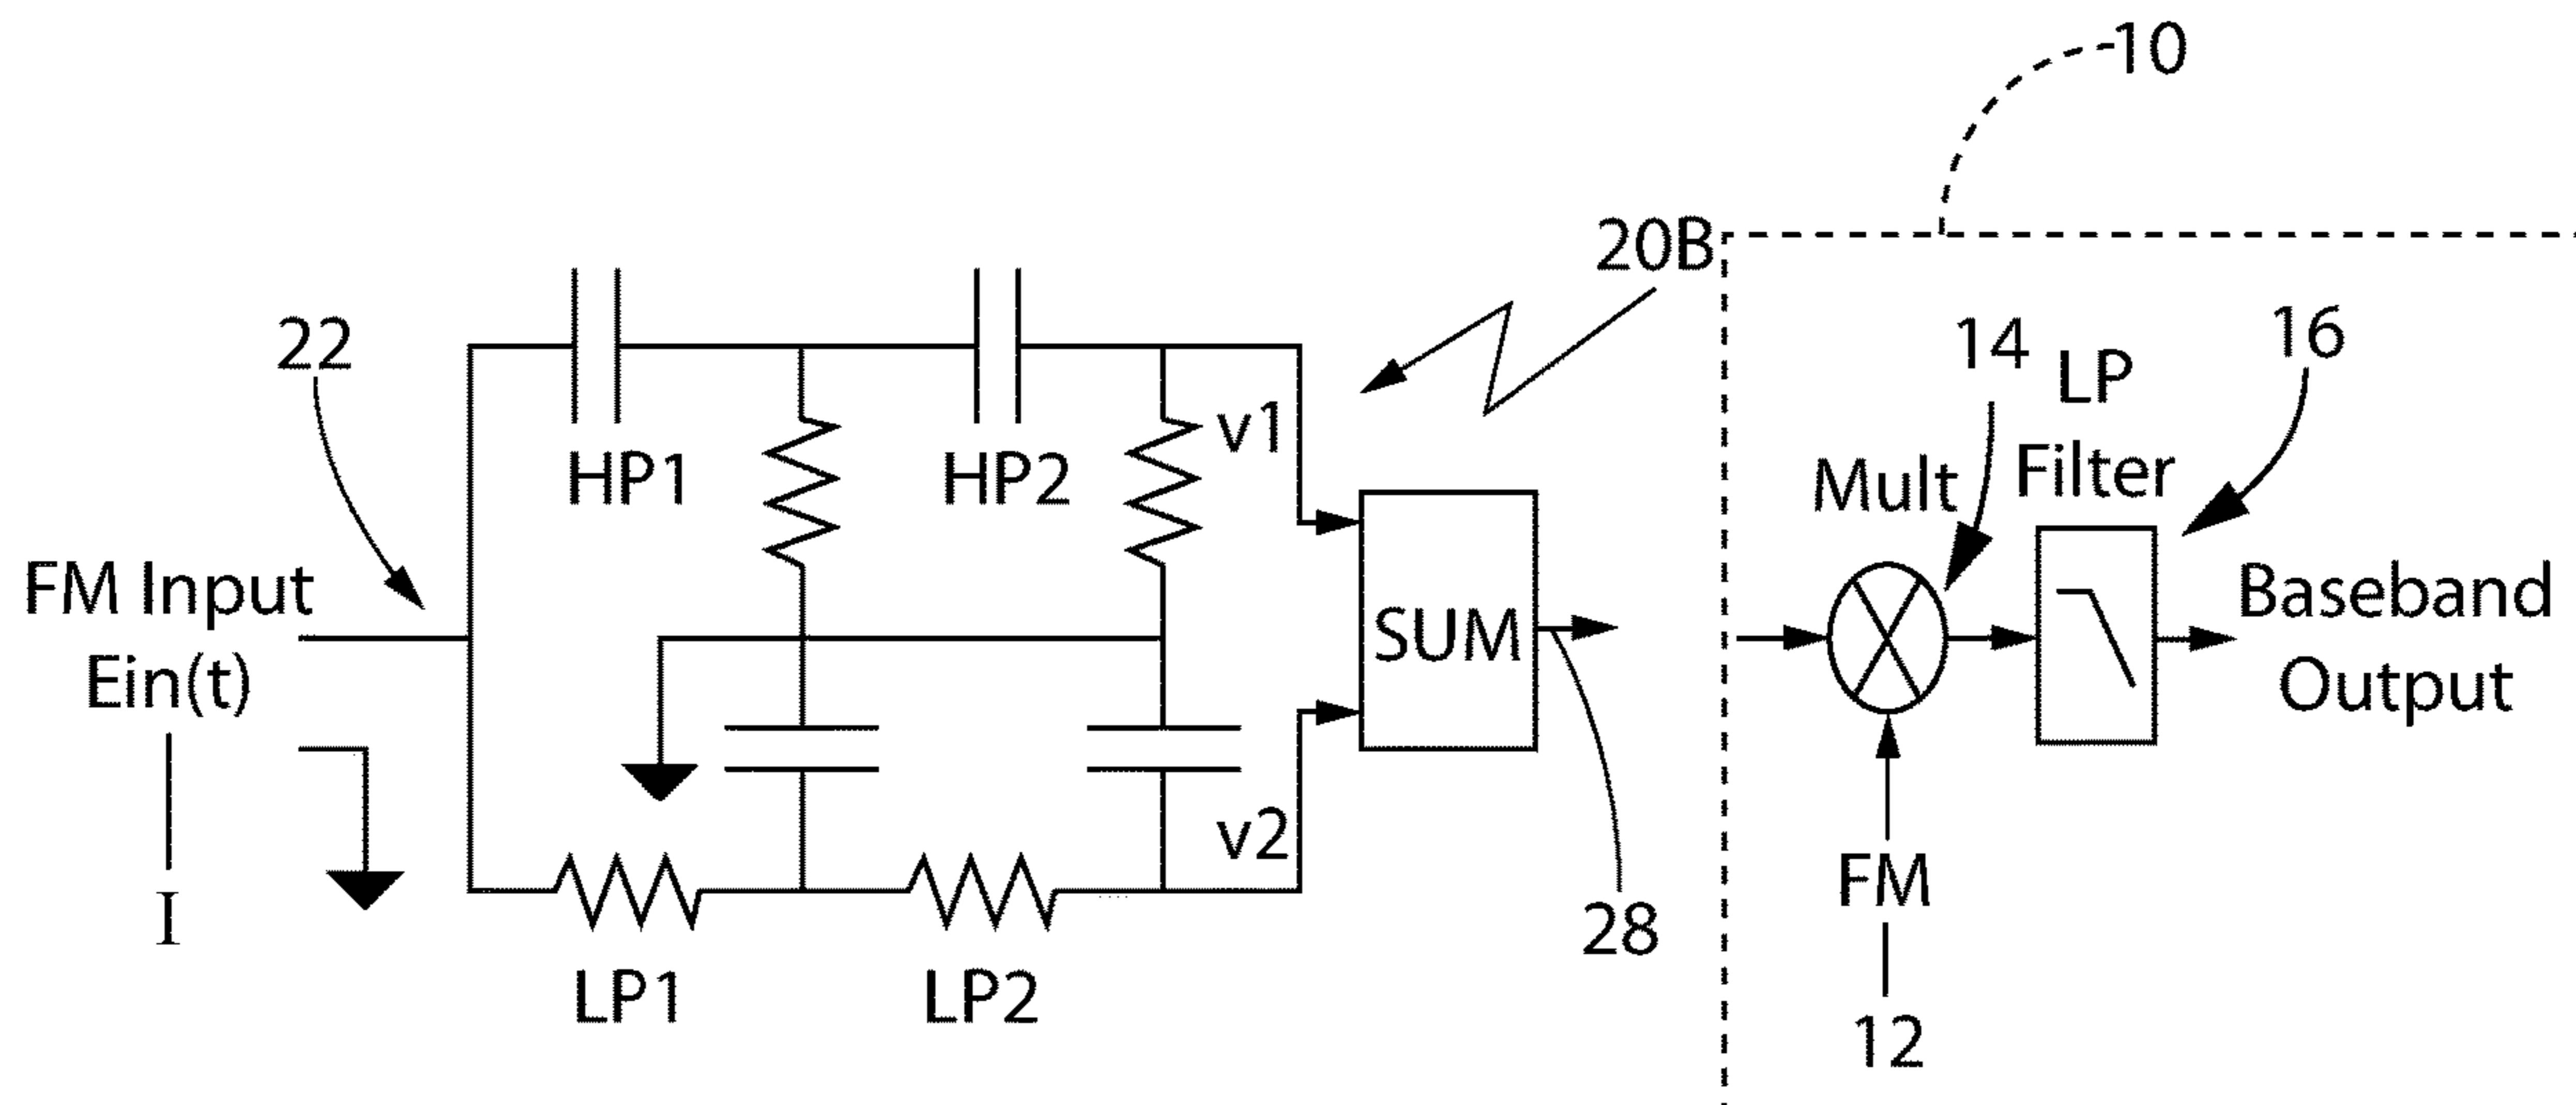 10
20B
22
14
LP
16
HP1
HP2
v1
Mult
Filter
FM Input
Ein(t)
I
SUM
Baseband
Output
v2
FM
28
LP1
LP2
12